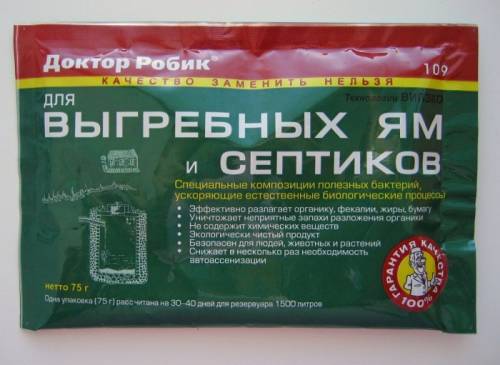 Доктор Робик®
109
КАЧЕСТВО ЗАМЕНИТЬ НЕЛЬЗЯ
Технология
для
ВЫГРЕБНЫХ ЯМ
и СЕПТИКОВ
Специальные композиции полезных бактерий,
ускоряющие естественные биологические процессы
• Эффективно разлагает органику, фекалии, жиры, бумагу
• Уничтожает неприятные запахи разложения органики
• Не содержит химических веществ
• Экологически чистый продукт
• Безопасен для людей, животных и растений
• Снижает в несколько раз необходимость
автоассенизации
нетто 75 г
Одна упаковка (75 г) рассчитана на 30-40 дней для резервуара 1500 литров
100% ГАРАНТИЯ КАЧЕСТВА